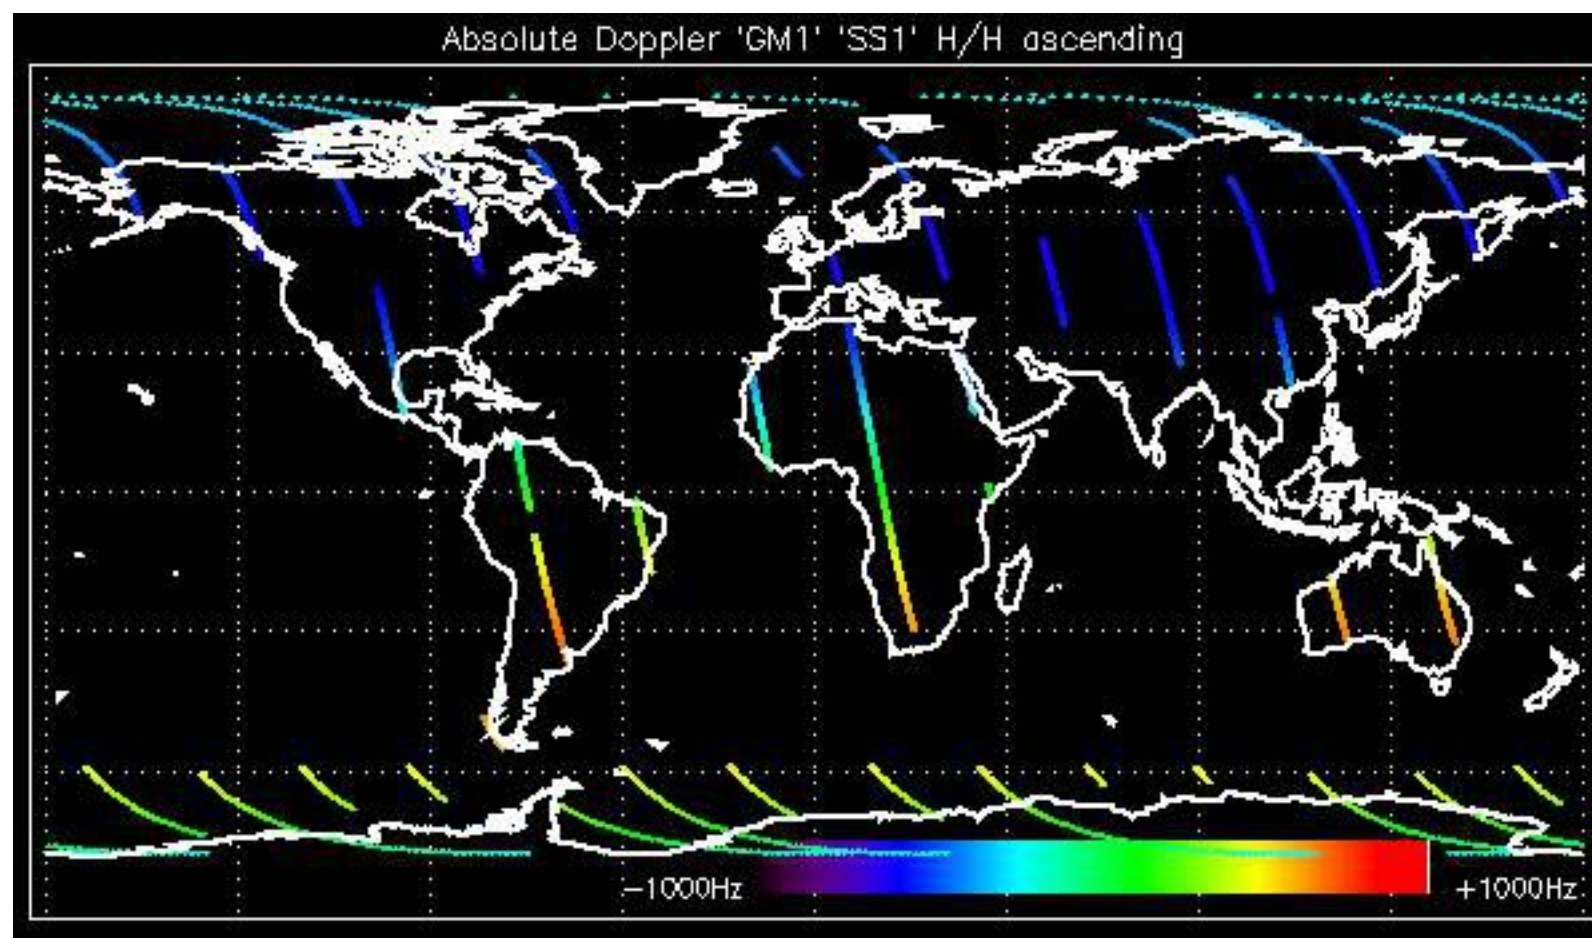 Absolute Doppler 'GM1' 'SS1' H/H ascending
-1000Hz
+1000Hz